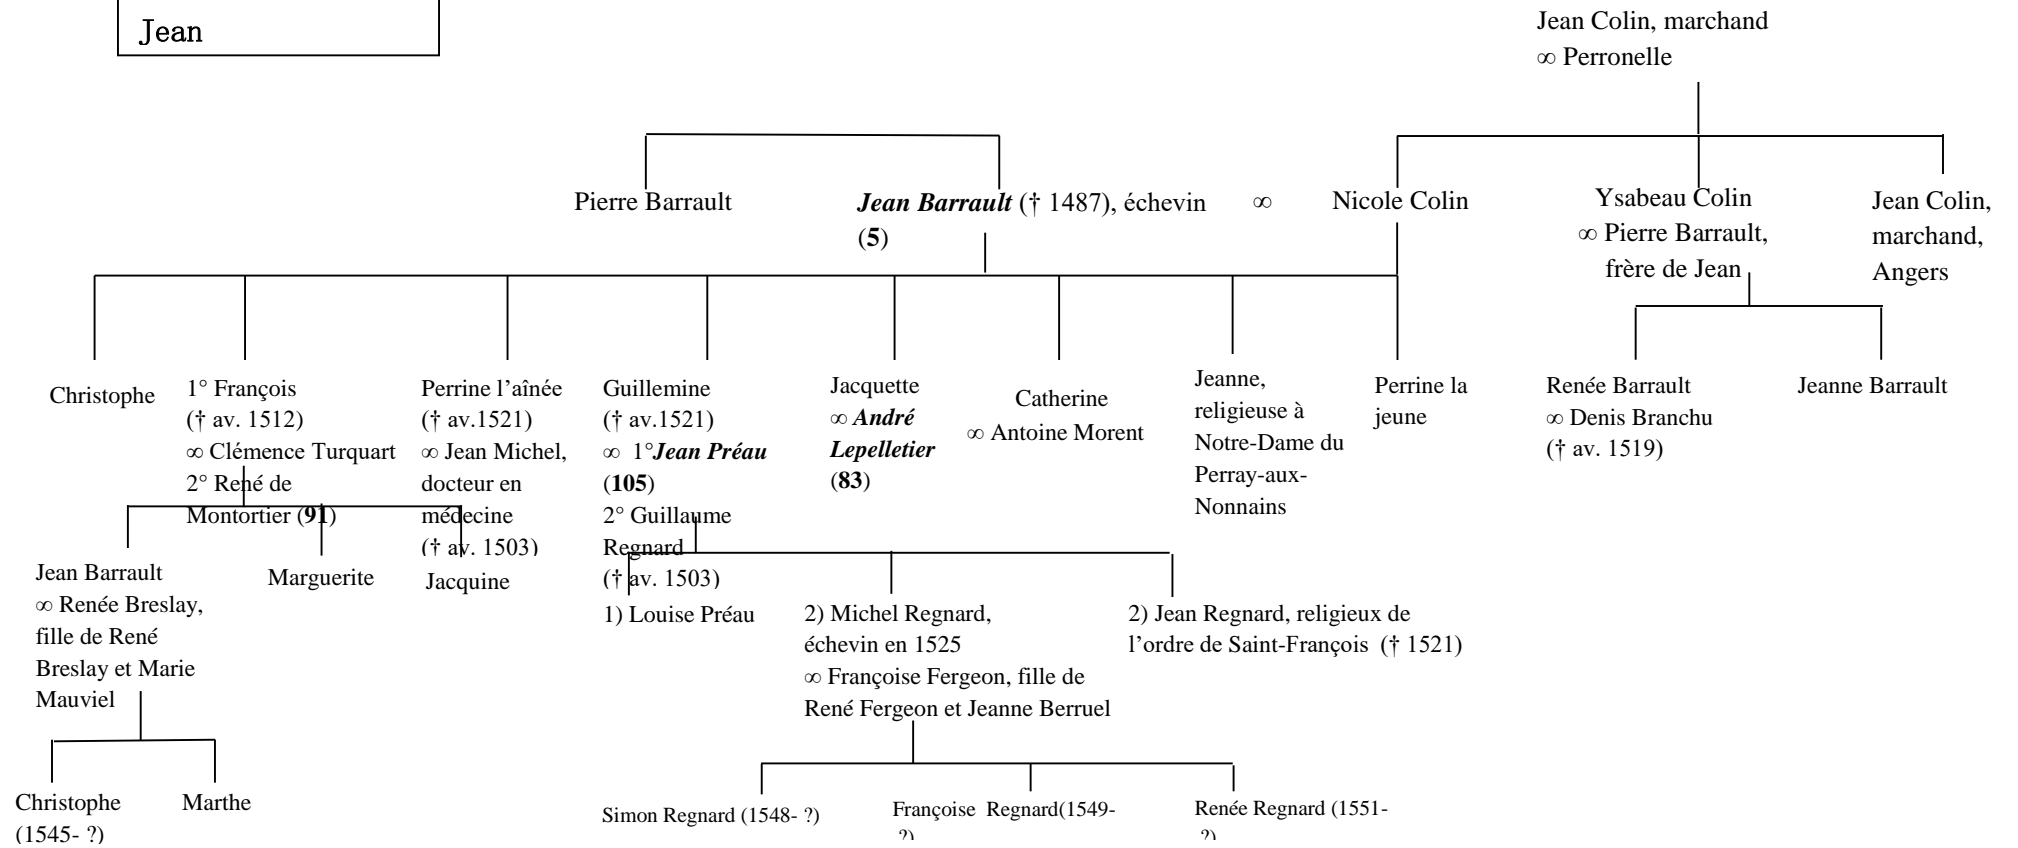 Jean
Jean Colin, marchand
∞ Perronelle
Pierre Barrault
Jean Barrault († 1487), échevin ∞
(5)
Nicole Colin
Ysabeau Colin
∞ Pierre Barrault,
frère de Jean
Jean Colin,
marchand,
Angers
Christophe
1° François
(† av. 1512)
∞ Clémence Turquart
2° René de
Montortier (91)
Perrine l’aînée
(† av.1521)
∞ Jean Michel,
docteur en
médecine
(† av. 1503)
Guillemine
(† av.1521)
∞ 1°Jean Préau
(105)
2° Guillaume
Regnard
(† av. 1503)
Jacquette
∞ André
Lepelletier
(83)
Catherine
∞ Antoine Morent
Jeanne,
religieuse à
Notre-Dame du
Perray-aux-
Nonnains
Perrine la
jeune
Renée Barrault
∞ Denis Branchu
(† av. 1519)
Jeanne Barrault
Jean Barrault
∞ Renée Breslay,
fille de René
Breslay et Marie
Mauviel
Marguerite
Jacquine
1) Louise Préau
2) Michel Regnard,
échevin en 1525
∞ Françoise Fergeon, fille de
René Fergeon et Jeanne Berruel
2) Jean Regnard, religieux de
l’ordre de Saint-François († 1521)
Christophe
(1545- ?)
Marthe
Simon Regnard (1548- ?)
Françoise Regnard(1549-
?)
Renée Regnard (1551-
?)